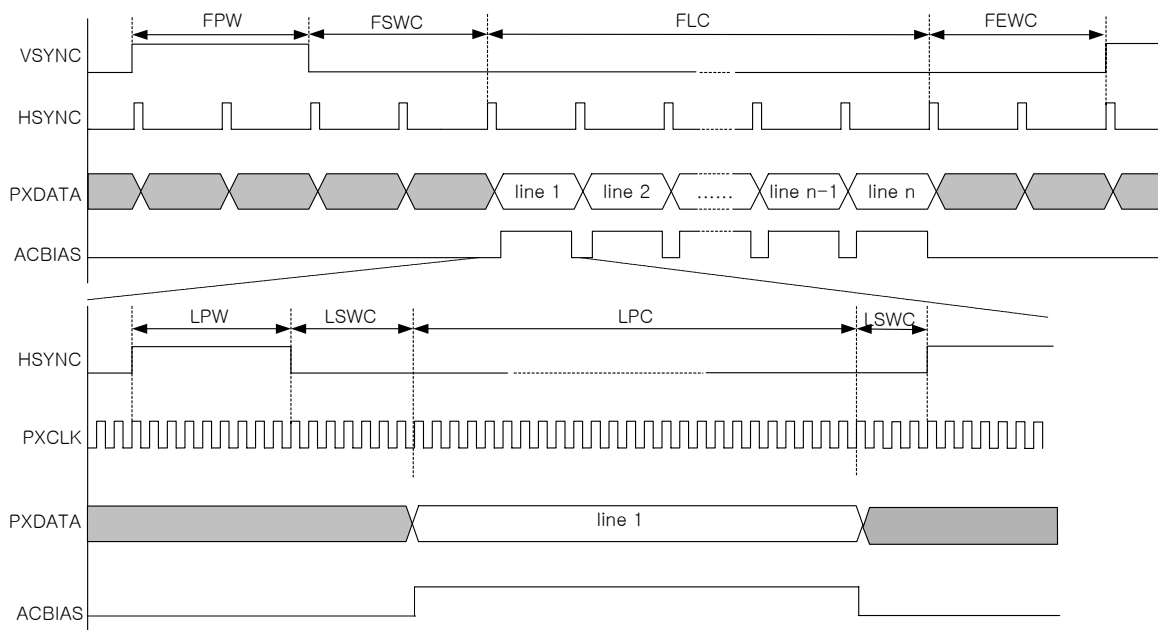 FPW FSWC FLC FEWC
VSYNC
HSYNC
PXDATA line 1 line 2 ...... line n-1 line n
ACBIAS
LPW LSWC LPC LSWC
HSYNC
PXCLK
PXDATA line 1
ACBIAS